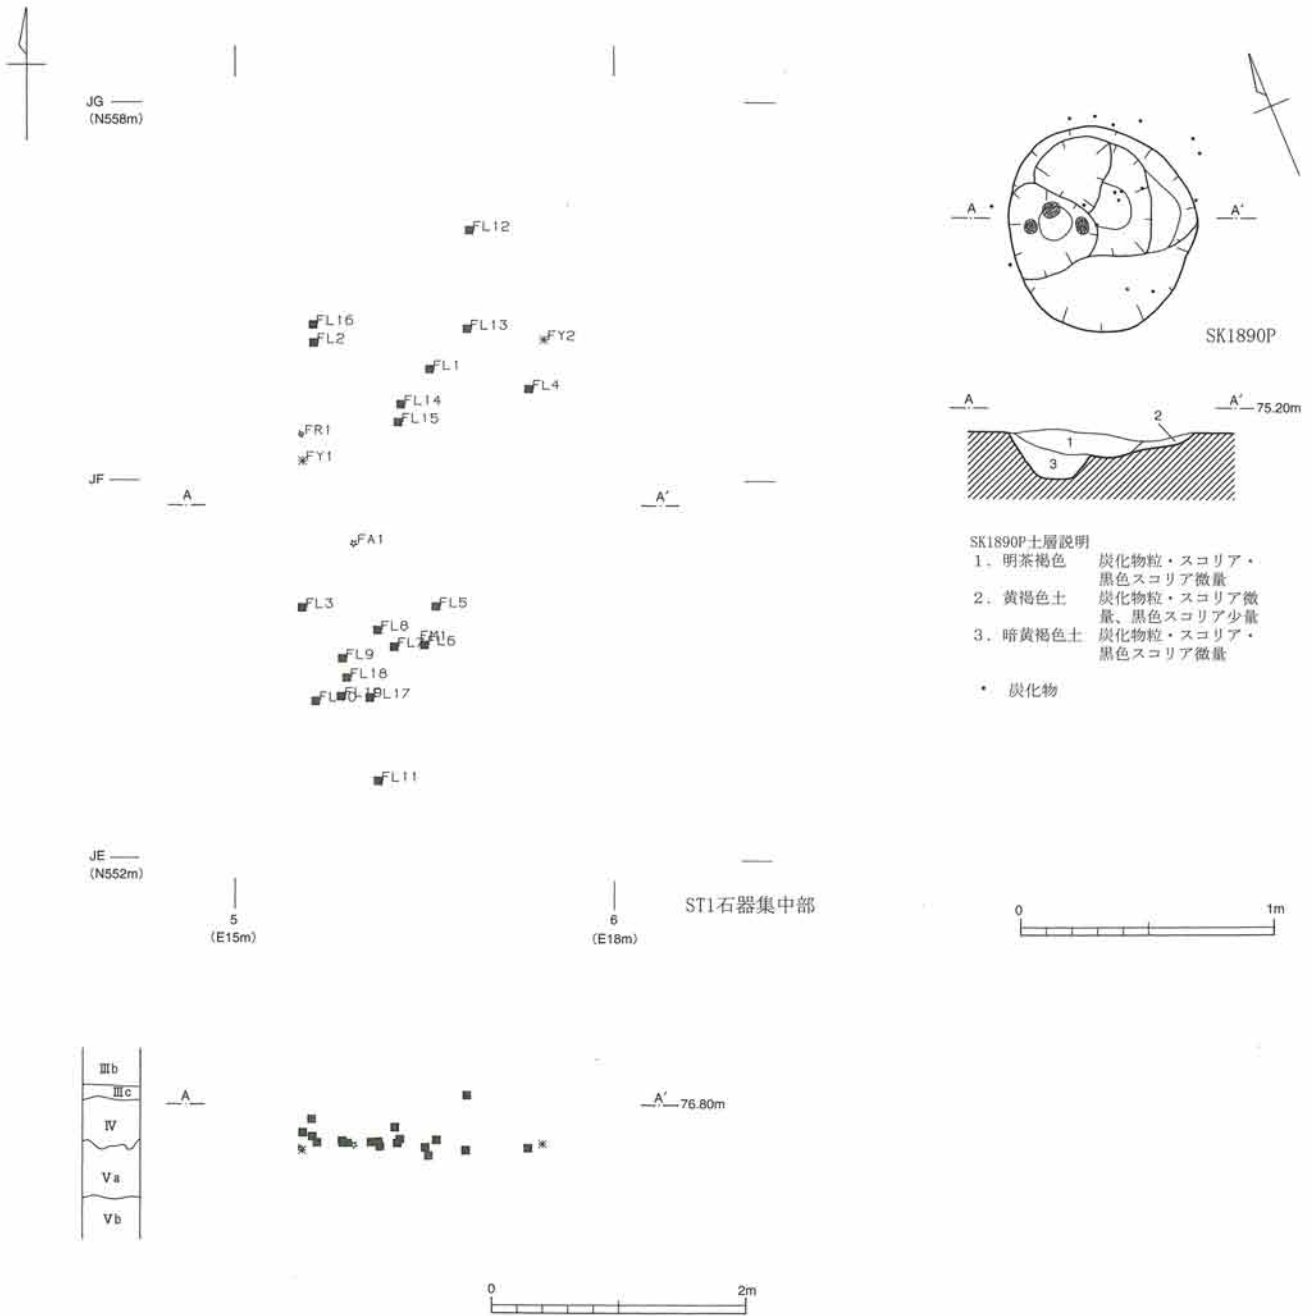 JG
(N558m)
FL12
FL16
FL2
FL13
FY2
FL1
FL4
FL14
FL15
FR1
FY1
JF
A
A′
FA1
FL3
FL5
FL8
FL9
FL18
FL17
FL11
JE
(N552m)
5
(E15m)
6
(E18m)
ST1石器集中部
A
A′
SK1890P
A
A′ 75.20m
1
2
3
SK1890P土層説明
1．明茶褐色 炭化物粒・スコリア・
黒色スコリア微量
2．黄褐色土 炭化物粒・スコリア微
量、黒色スコリア少量
3．暗黄褐色土 炭化物粒・スコリア・
黒色スコリア微量
・ 炭化物
0 1m
Ⅲb
Ⅲc
Ⅳ
Ⅴa
Ⅴb
A
A′ 76.80m
0 2m